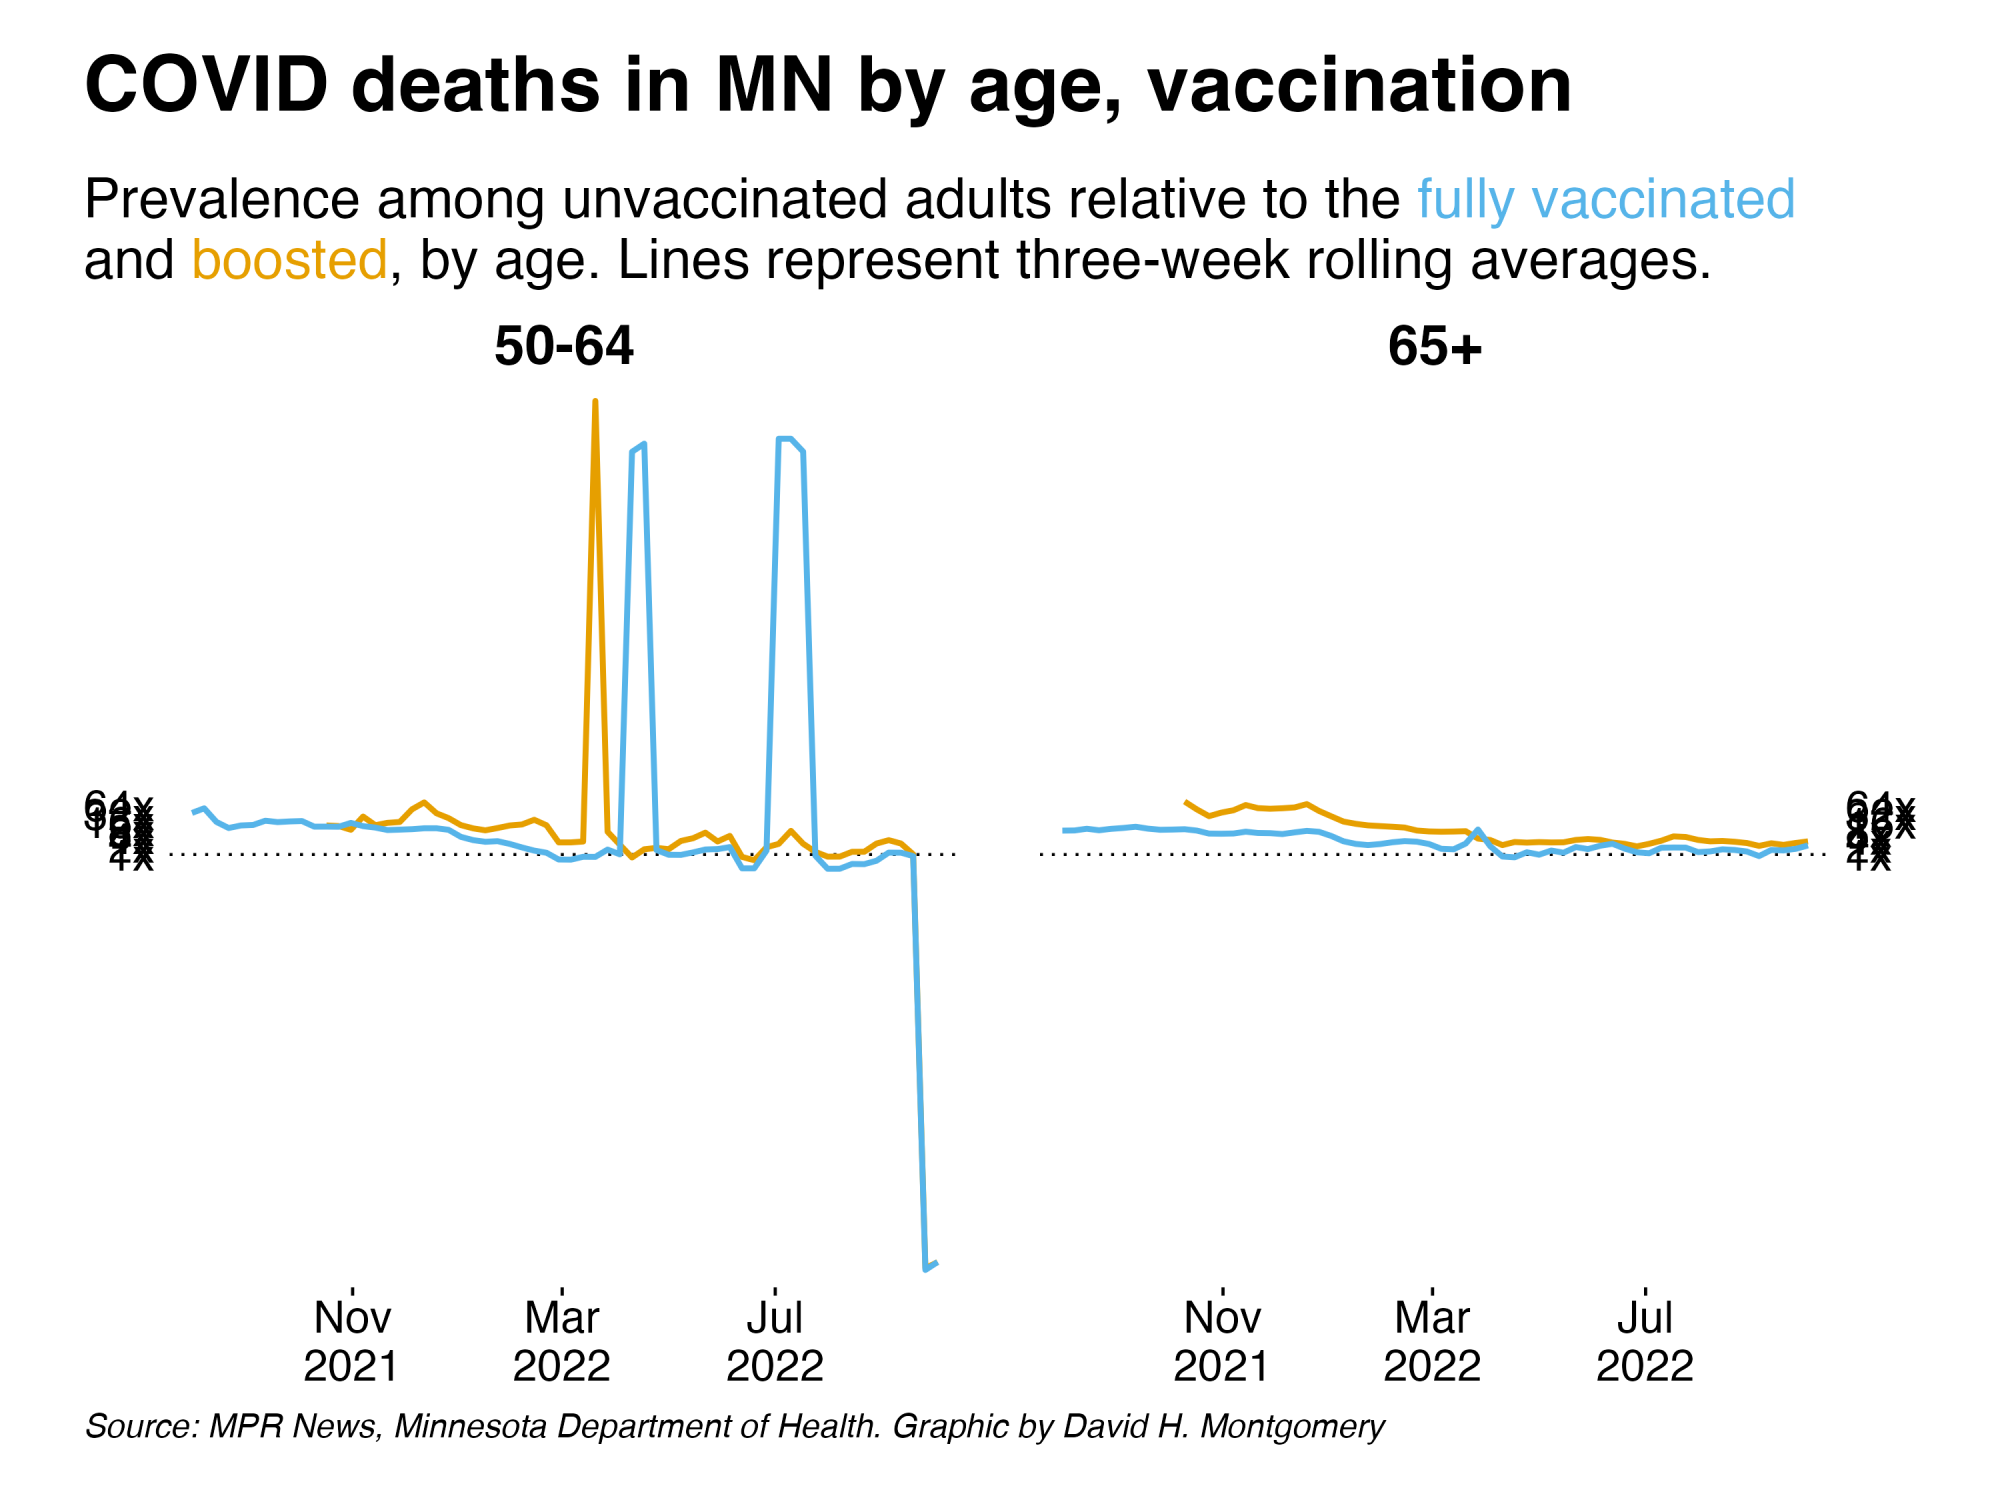 COVID deaths in MN by age, vaccination
Prevalence among unvaccinated adults relative to the fully vaccinated
and boosted, by age. Lines represent three-week rolling averages.
50-64
65+
64x
64x
Nov
2021
Mar
2022
Jul
2022
Nov
2021
Mar
2022
Jul
2022
Source: MPR News, Minnesota Department of Health. Graphic by David H. Montgomery